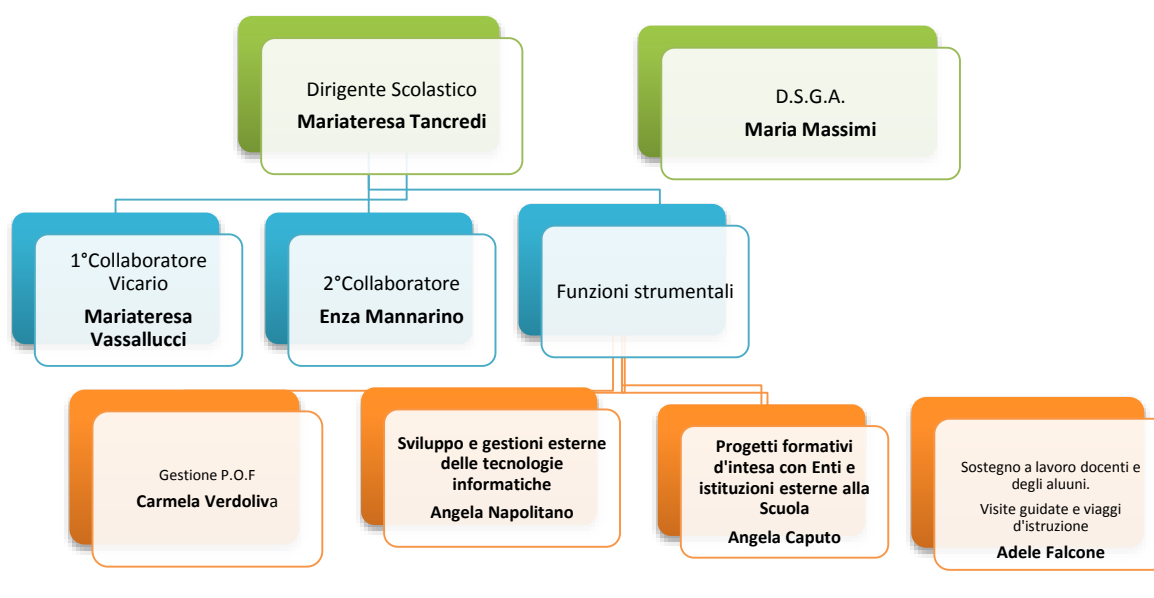 Dirigente Scolastico
Mariateresa Tancredi
D.S.G.A.
Maria Massimi
1°Collaboratore
Vicario
Mariateresa
Vassallucci
2°Collaboratore
Enza Mannarino
Funzioni strumentali
Gestione P.O.F
Carmela Verdoliva
Sviluppo e gestioni esterne
delle tecnologie
informatiche
Angela Napolitano
Progetti formativi
d'intesa con Enti e
istituzioni esterne alla
Scuola
Angela Caputo
Sostegno a lavoro docenti e
degli aluuni.
Visite guidate e viaggi
d'istruzione
Adele Falcone